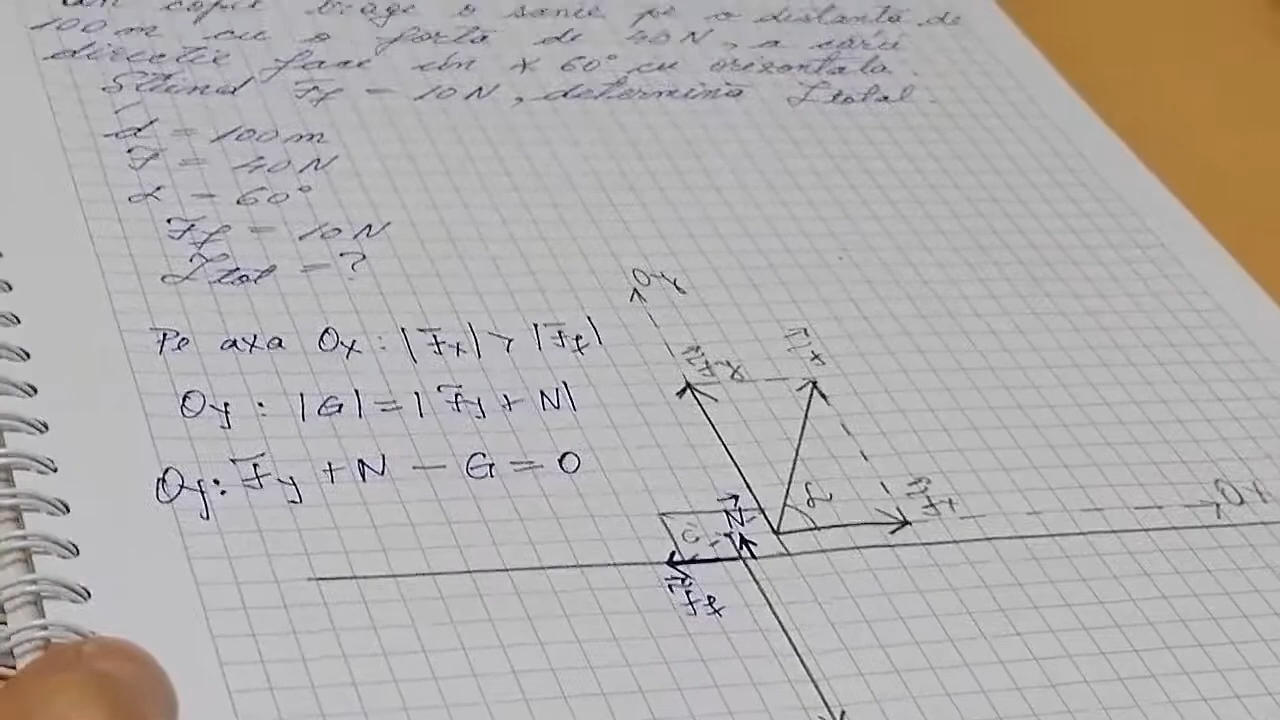 Un copil trage o sanie pe o distanță de
100 m cu o forță de 40 N, a cărei
direcție face un ∢ 60° cu orizontala.
Știind Ff = 10 N, determină Ltotal.
d = 100 m
F = 40 N
α = 60°
Ff = 10 N
Ltot = ?
Pe axa Ox: |Fx| > |Ff|
Oy: |G| = |Fy + N|
Oy: Fy + N − G = 0
Oy
Fy
F
α
Fx
Ox
N
Ff